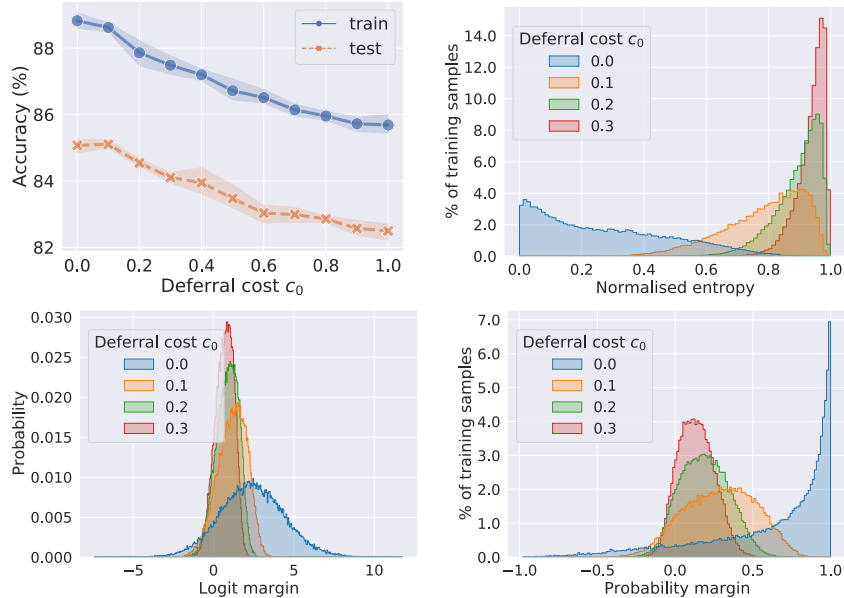 88
86
84
82
Accuracy (%)
train
test
0.0 0.2 0.4 0.6 0.8 1.0
Deferral cost c0
14.0
12.0
10.0
8.0
6.0
4.0
2.0
0.0
% of training samples
Deferral cost c0
0.0
0.1
0.2
0.3
0.0 0.2 0.4 0.6 0.8 1.0
Normalised entropy
0.030
0.025
0.020
0.015
0.010
0.005
0.000
Probability
Deferral cost c0
0.0
0.1
0.2
0.3
−5 0 5 10
Logit margin
7.0
6.0
5.0
4.0
3.0
2.0
1.0
0.0
% of training samples
Deferral cost c0
0.0
0.1
0.2
0.3
−1.0 −0.5 0.0 0.5 1.0
Probability margin